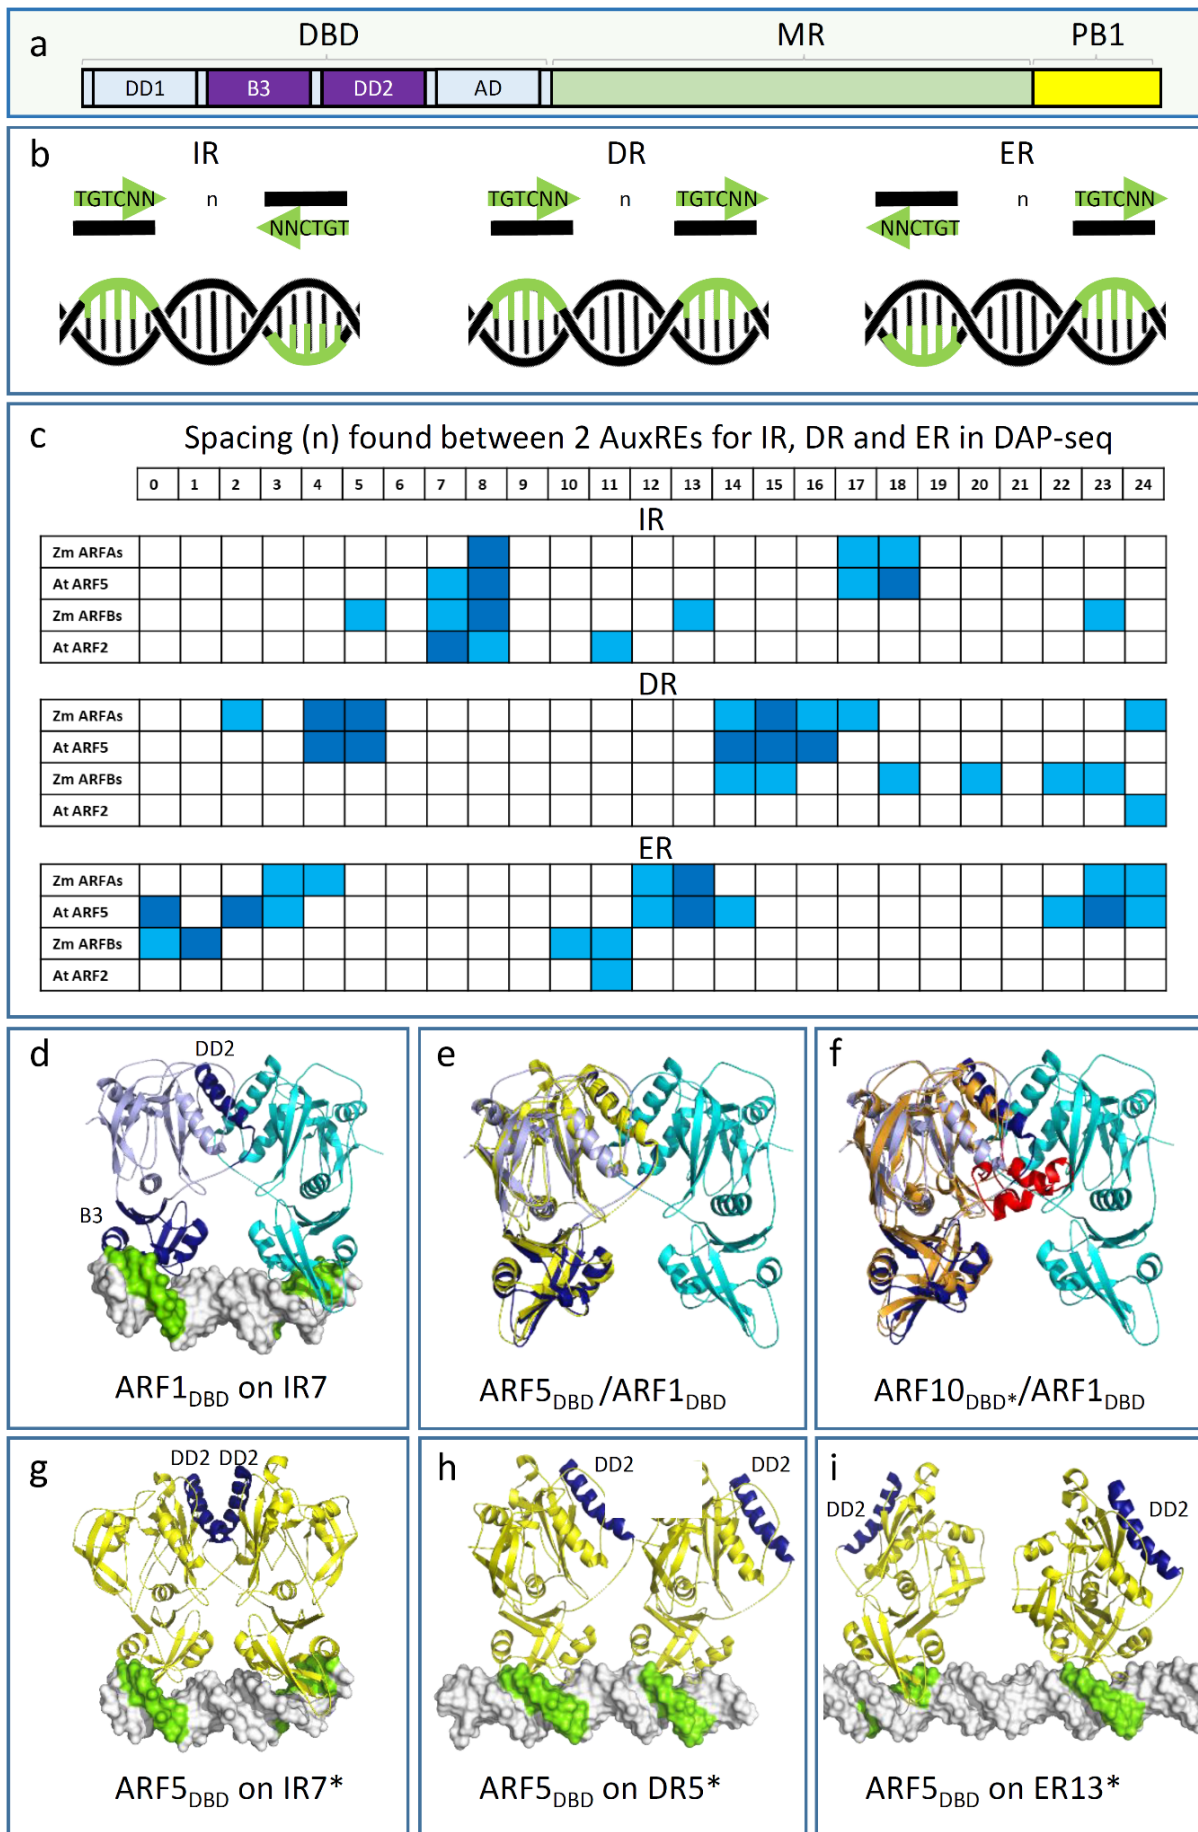 a
DBD MR PB1
DD1 B3 DD2 AD
b
IR DR ER
TGTCNN n TGTCNN n TGTCNN n TGTCNN
NNCTGT NNCTGT
c Spacing (n) found between 2 AuxREs for IR, DR and ER in DAP-seq
0 1 2 3 4 5 6 7 8 9 10 11 12 13 14 15 16 17 18 19 20 21 22 23 24
IR
Zm ARFAs
At ARF5
Zm ARFBs
At ARF2
DR
Zm ARFAs
At ARF5
Zm ARFBs
At ARF2
ER
Zm ARFAs
At ARF5
Zm ARFBs
At ARF2
d
DD2
B3
ARF1DBD on IR7
e
ARF5DBD /ARF1DBD
f
ARF10DBD*/ARF1DBD
g
DD2 DD2
ARF5DBD on IR7*
h
DD2 DD2
ARF5DBD on DR5*
i
DD2 DD2
ARF5DBD on ER13*